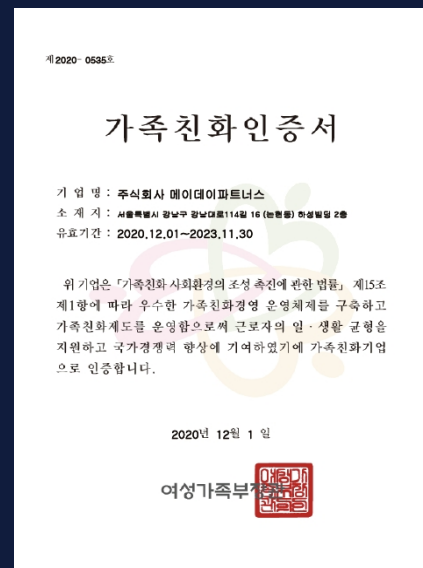 제2020- 0535호
가족친화인증서
기 업 명 : 주식회사 메이데이파트너스
소 재 지 : 서울특별시 강남구 강남대로114길 16 (논현동) 하성빌딩 2층
유효기간 : 2020.12.01~2023.11.30
위 기업은 「가족친화 사회환경의 조성 촉진에 관한 법률」 제15조
제1항에 따라 우수한 가족친화경영 운영체제를 구축하고
가족친화제도를 운영함으로써 근로자의 일 · 생활 균형을
지원하고 국가경쟁력 향상에 기여하였기에 가족친화기업
으로 인증합니다.
2020년 12월 1 일
여성가족부장관